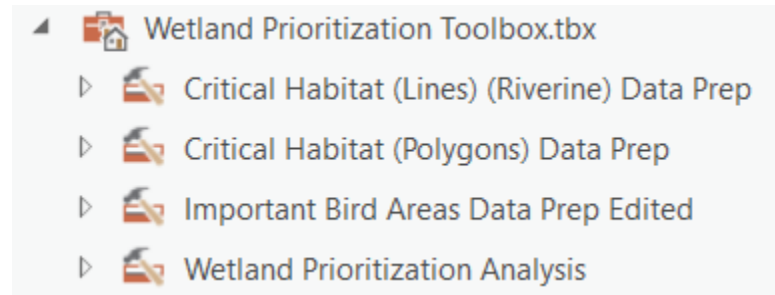 Wetland Prioritization Toolbox.tbx
Critical Habitat (Lines) (Riverine) Data Prep
Critical Habitat (Polygons) Data Prep
Important Bird Areas Data Prep Edited
Wetland Prioritization Analysis